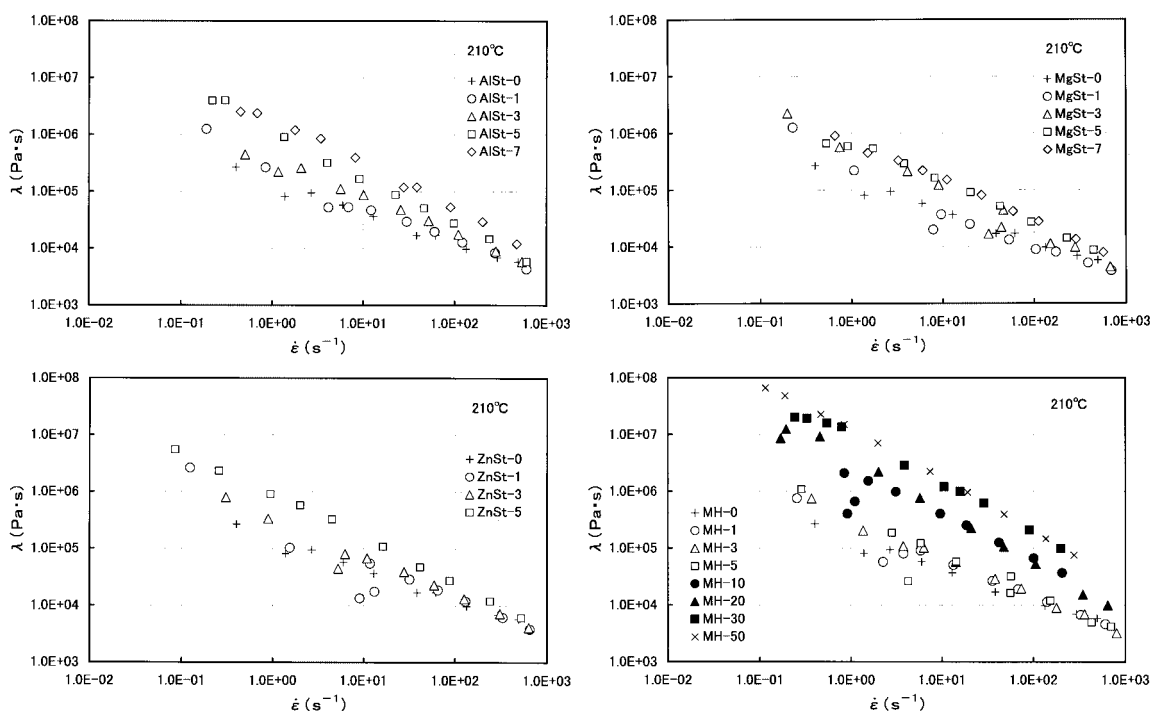 1.0E+08
1.0E+07
1.0E+06
1.0E+05
1.0E+04
1.0E+03
λ (Pa・s)
210℃
+ AlSt-0
○ AlSt-1
△ AlSt-3
□ AlSt-5
◇ AlSt-7
1.0E-02 1.0E-01 1.0E+00 1.0E+01 1.0E+02 1.0E+03
ε̇ (s⁻¹)
1.0E+08
1.0E+07
1.0E+06
1.0E+05
1.0E+04
1.0E+03
λ (Pa・s)
210℃
+ MgSt-0
○ MgSt-1
△ MgSt-3
□ MgSt-5
◇ MgSt-7
1.0E-02 1.0E-01 1.0E+00 1.0E+01 1.0E+02 1.0E+03
ε̇ (s⁻¹)
1.0E+08
1.0E+07
1.0E+06
1.0E+05
1.0E+04
1.0E+03
λ (Pa・s)
210℃
+ ZnSt-0
○ ZnSt-1
△ ZnSt-3
□ ZnSt-5
1.0E-02 1.0E-01 1.0E+00 1.0E+01 1.0E+02 1.0E+03
ε̇ (s⁻¹)
1.0E+08
1.0E+07
1.0E+06
1.0E+05
1.0E+04
1.0E+03
λ (Pa・s)
210℃
+ MH-0
○ MH-1
△ MH-3
□ MH-5
● MH-10
▲ MH-20
■ MH-30
× MH-50
1.0E-02 1.0E-01 1.0E+00 1.0E+01 1.0E+02 1.0E+03
ε̇ (s⁻¹)